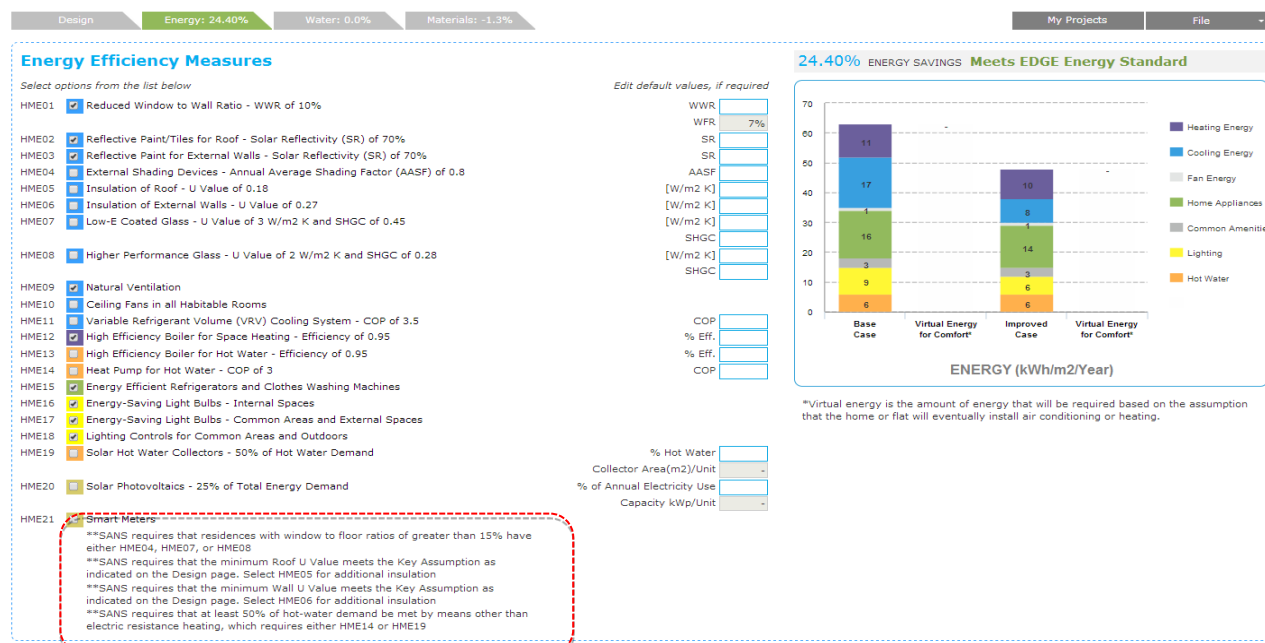 Design Energy: 24.40% Water: 0.0% Materials: -1.3% My Projects File
Energy Efficiency Measures
Select options from the list below Edit default values, if required
HME01 Reduced Window to Wall Ratio - WWR of 10% WWR
WFR 7%
HME02 Reflective Paint/Tiles for Roof - Solar Reflectivity (SR) of 70% SR
HME03 Reflective Paint for External Walls - Solar Reflectivity (SR) of 70% SR
HME04 External Shading Devices - Annual Average Shading Factor (AASF) of 0.8 AASF
HME05 Insulation of Roof - U Value of 0.18 [W/m2 K]
HME06 Insulation of External Walls - U Value of 0.27 [W/m2 K]
HME07 Low-E Coated Glass - U Value of 3 W/m2 K and SHGC of 0.45 [W/m2 K]
SHGC
HME08 Higher Performance Glass - U Value of 2 W/m2 K and SHGC of 0.28 [W/m2 K]
SHGC
HME09 Natural Ventilation
HME10 Ceiling Fans in all Habitable Rooms
HME11 Variable Refrigerant Volume (VRV) Cooling System - COP of 3.5 COP
HME12 High Efficiency Boiler for Space Heating - Efficiency of 0.95 % Eff.
HME13 High Efficiency Boiler for Hot Water - Efficiency of 0.95 % Eff.
HME14 Heat Pump for Hot Water - COP of 3 COP
HME15 Energy Efficient Refrigerators and Clothes Washing Machines
HME16 Energy-Saving Light Bulbs - Internal Spaces
HME17 Energy-Saving Light Bulbs - Common Areas and External Spaces
HME18 Lighting Controls for Common Areas and Outdoors
HME19 Solar Hot Water Collectors - 50% of Hot Water Demand % Hot Water
Collector Area(m2)/Unit -
HME20 Solar Photovoltaics - 25% of Total Energy Demand % of Annual Electricity Use
Capacity kWp/Unit -
HME21 Smart Meters
**SANS requires that residences with window to floor ratios of greater than 15% have
either HME04, HME07, or HME08
**SANS requires that the minimum Roof U Value meets the Key Assumption as
indicated on the Design page. Select HME05 for additional insulation
**SANS requires that the minimum Wall U Value meets the Key Assumption as
indicated on the Design page. Select HME06 for additional insulation
**SANS requires that at least 50% of hot-water demand be met by means other than
electric resistance heating, which requires either HME14 or HME19
24.40% ENERGY SAVINGS Meets EDGE Energy Standard
70
60
50
40
30
20
10
0
11
17
1
16
3
9
6
-
10
8
1
14
3
6
6
-
Base Case
Virtual Energy for Comfort*
Improved Case
Virtual Energy for Comfort*
ENERGY (kWh/m2/Year)
Heating Energy
Cooling Energy
Fan Energy
Home Appliances
Common Amenitie
Lighting
Hot Water
*Virtual energy is the amount of energy that will be required based on the assumption
that the home or flat will eventually install air conditioning or heating.